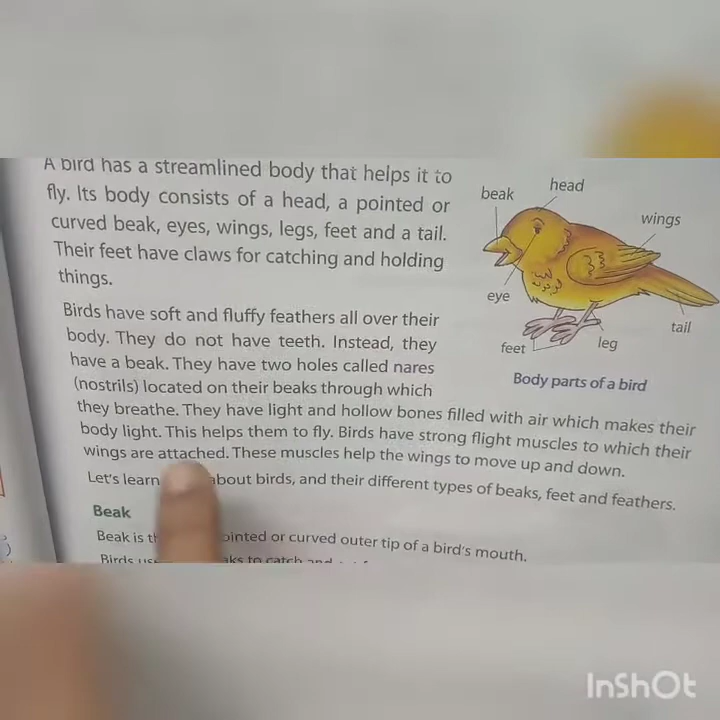 A bird has a streamlined body that helps it to
fly. Its body consists of a head, a pointed or
curved beak, eyes, wings, legs, feet and a tail.
Their feet have claws for catching and holding
things.
beak
head
wings
eye
tail
feet
leg
Body parts of a bird
Birds have soft and fluffy feathers all over their
body. They do not have teeth. Instead, they
have a beak. They have two holes called nares
(nostrils) located on their beaks through which
they breathe. They have light and hollow bones filled with air which makes their
body light. This helps them to fly. Birds have strong flight muscles to which their
wings are attached. These muscles help the wings to move up and down.
Let's learn about birds, and their different types of beaks, feet and feathers.
Beak
Beak is ointed or curved outer tip of a bird's mouth.
Birds to catch and
InShOt